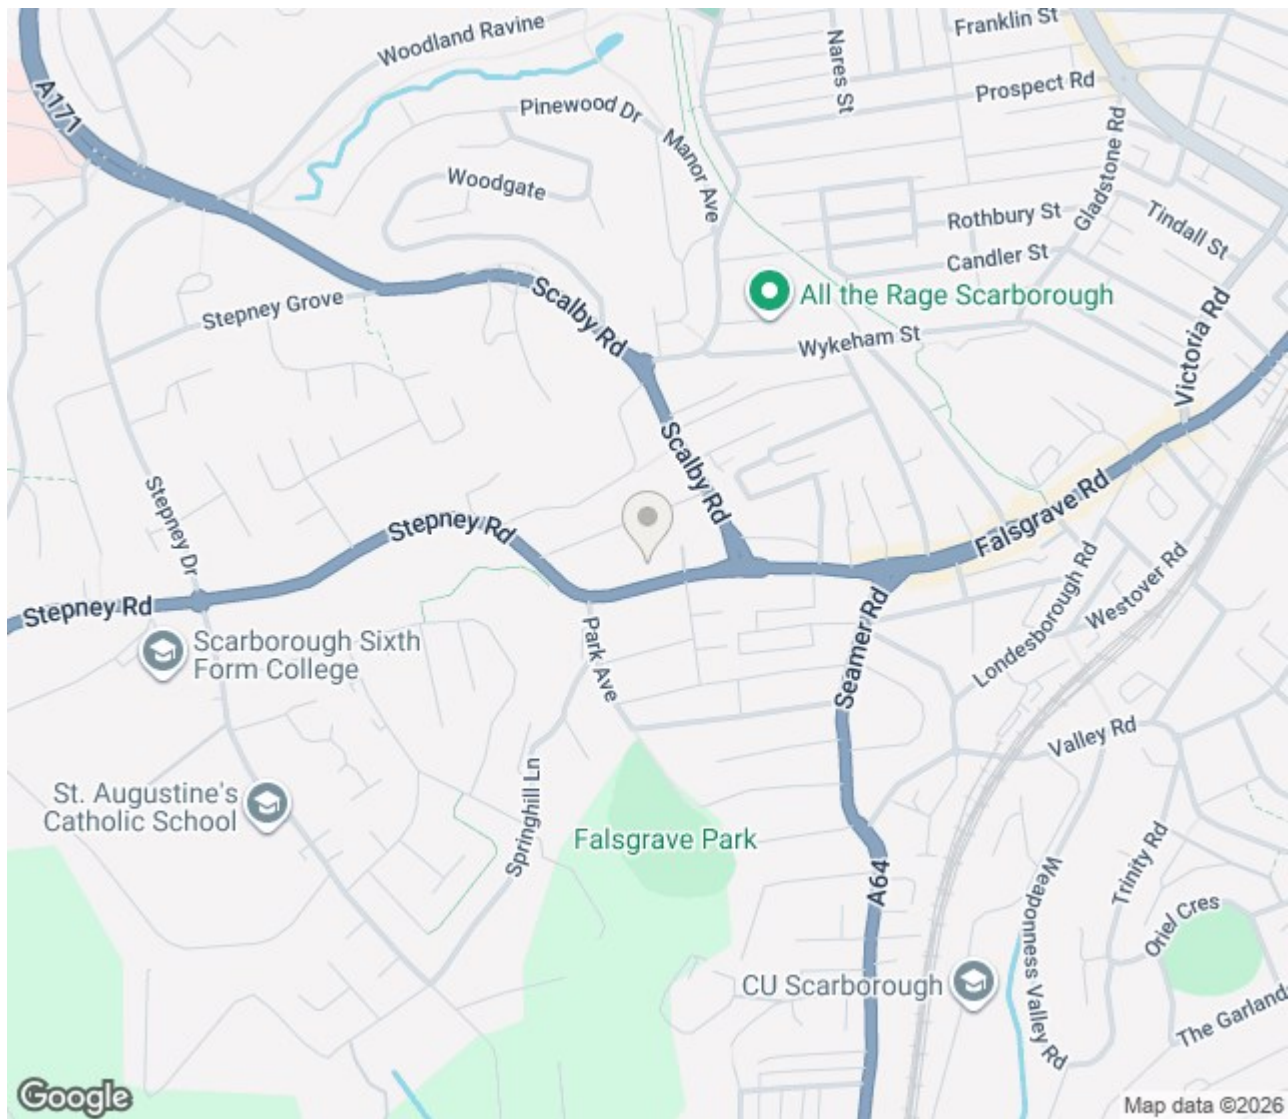 Woodland Ravine
Franklin St
Nares St
Prospect Rd
A171
Pinewood Dr
Manor Ave
Gladstone Rd
Woodgate
Rothbury St
Tindall St
Candler St
Stepney Grove
Scalby Rd
All the Rage Scarborough
Wykeham St
Victoria Rd
Scalby Rd
Stepney Dr
Stepney Rd
Falsgrave Rd
Stepney Rd
Londesborough Rd
Westover Rd
Scarborough Sixth
Form College
Park Ave
Seamer Rd
Valley Rd
St. Augustine's
Catholic School
Springhill Ln
Falsgrave Park
A64
Weaponness Valley Rd
Trinity Rd
Oriel Cres
CU Scarborough
The Garlands
Google
Map data ©2026